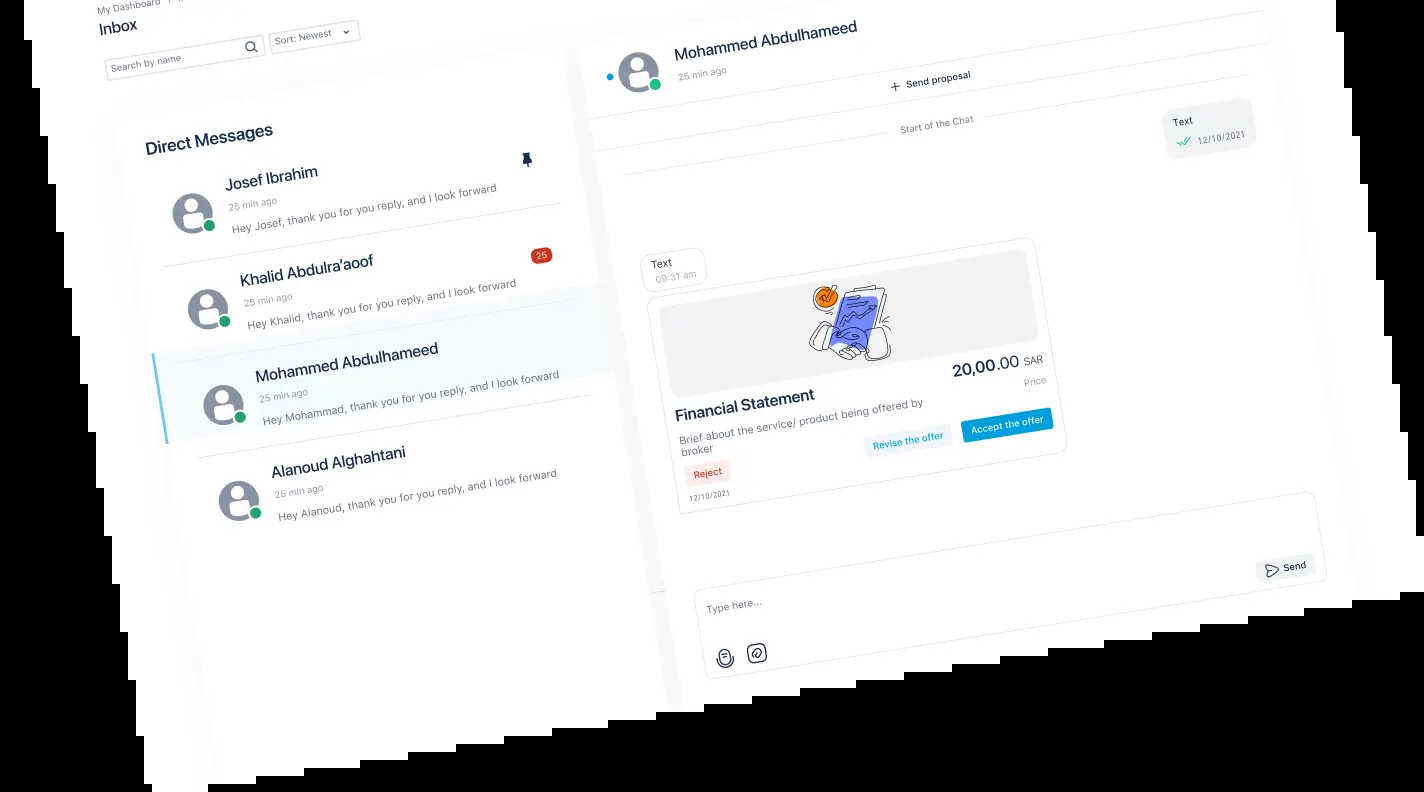 My Dashboard
Inbox
Search by name
Sort: Newest
Direct Messages
Josef Ibrahim
25 min ago
Hey Josef, thank you for you reply, and I look forward
Khalid Abdulra'aoof
25
25 min ago
Hey Khalid, thank you for you reply, and I look forward
Mohammed Abdulhameed
25 min ago
Hey Mohammad, thank you for you reply, and I look forward
Alanoud Alghahtani
25 min ago
Hey Alanoud, thank you for you reply, and I look forward
Mohammed Abdulhameed
25 min ago
Send proposal
Start of the Chat
Text
12/10/2021
Text
09:31 am
Financial Statement
20,00.00 SAR
Price
Brief about the service/ product being offered by
broker
Reject
Revise the offer
Accept the offer
12/10/2021
Type here...
Send